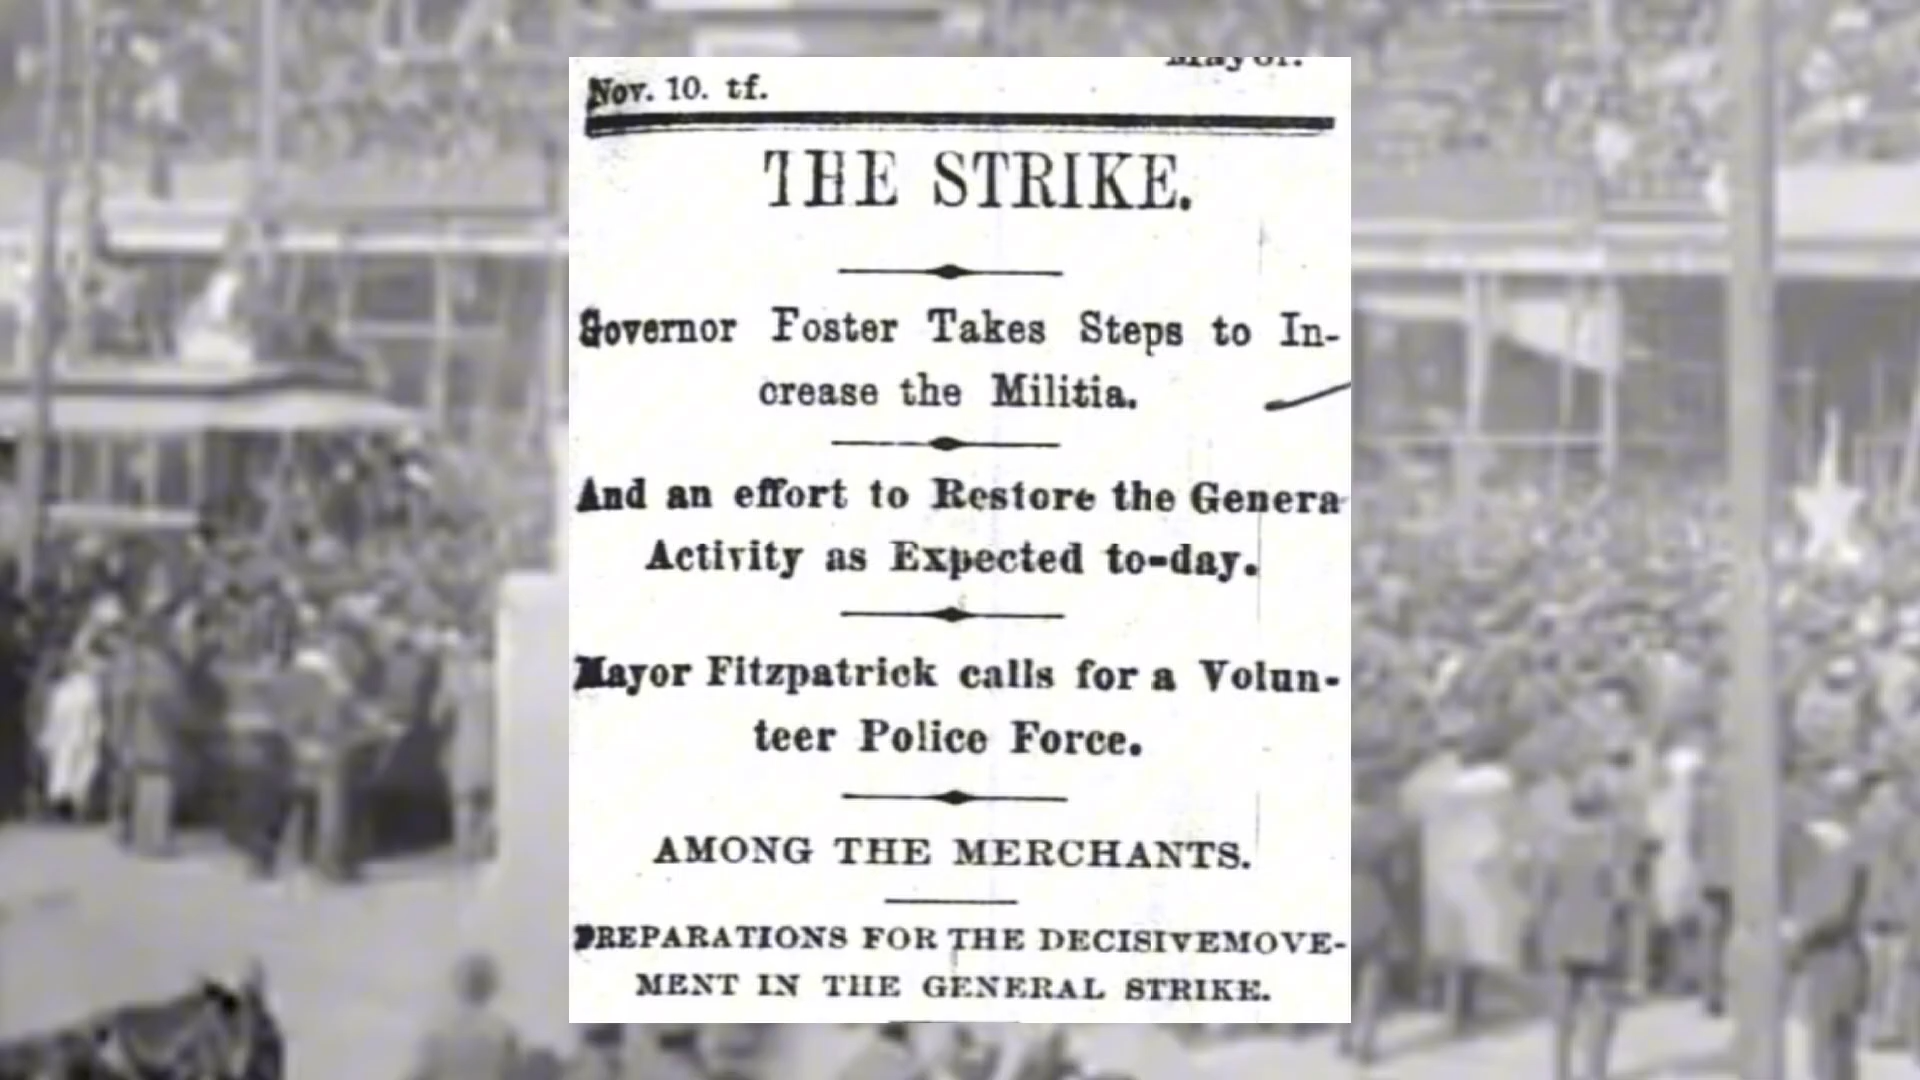 Mayor.
Nov. 10. tf.
THE STRIKE.
Governor Foster Takes Steps to In-
crease the Militia.
And an effort to Restore the Genera
Activity as Expected to-day.
Mayor Fitzpatrick calls for a Volun-
teer Police Force.
AMONG THE MERCHANTS.
PREPARATIONS FOR THE DECISIVEMOVE-
MENT IN THE GENERAL STRIKE.